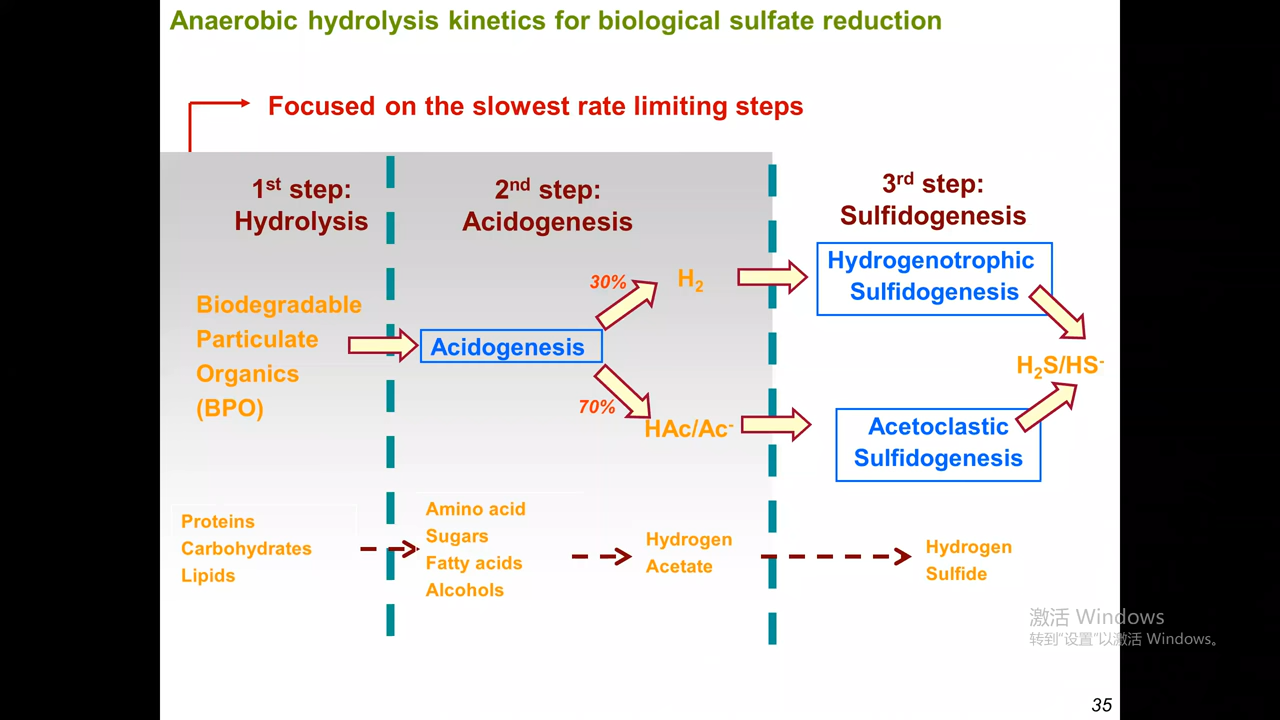 Anaerobic hydrolysis kinetics for biological sulfate reduction
Focused on the slowest rate limiting steps
1st step:
Hydrolysis
2nd step:
Acidogenesis
3rd step:
Sulfidogenesis
Biodegradable
Particulate
Organics
(BPO)
Acidogenesis
30%
H2
70%
HAc/Ac-
Hydrogenotrophic
Sulfidogenesis
H2S/HS-
Acetoclastic
Sulfidogenesis
Proteins
Carbohydrates
Lipids
Amino acid
Sugars
Fatty acids
Alcohols
Hydrogen
Acetate
Hydrogen
Sulfide
激活 Windows
转到"设置"以激活 Windows。
35